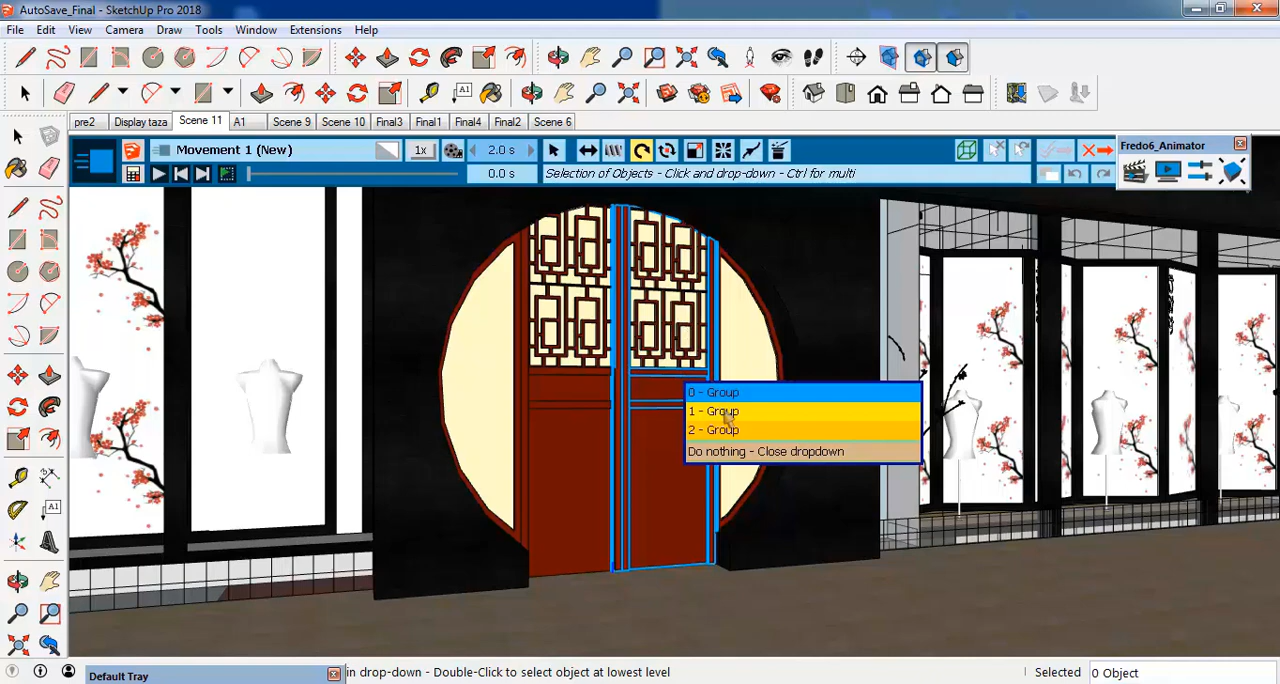 AutoSave_Final - SketchUp Pro 2018
File Edit View Camera Draw Tools Window Extensions Help
A1
pre2 Display taza Scene 11 A1 Scene 9 Scene 10 Final3 Final1 Final4 Final2 Scene 6
Movement 1 (New) 1x 2.0 s
Fredo6_Animator
0.0 s Selection of Objects - Click and drop-down - Ctrl for multi
0 - Group
1 - Group
2 - Group
Do nothing - Close dropdown
A1
in drop-down - Double-Click to select object at lowest level Selected 0 Object
Default Tray